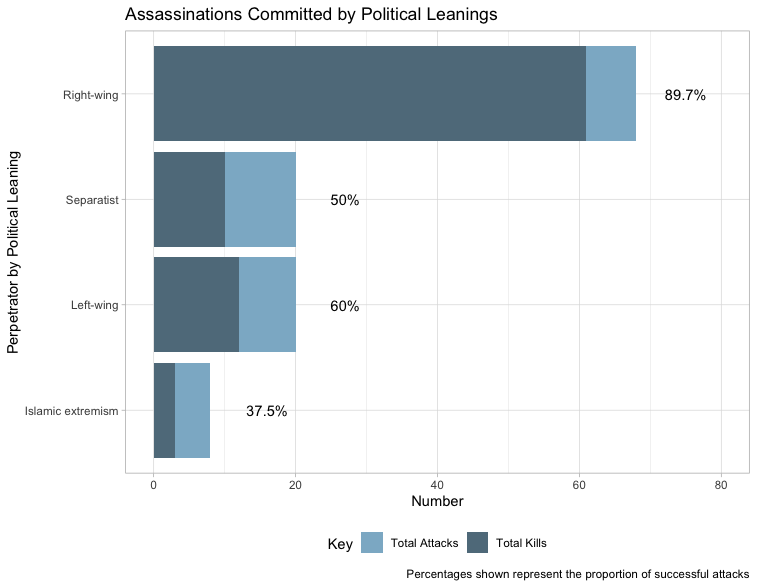 Assassinations Committed by Political Leanings
Perpetrator by Political Leaning
Right-wing
89.7%
Separatist
50%
Left-wing
60%
Islamic extremism
37.5%
0
20
40
60
80
Number
Key
Total Attacks
Total Kills
Percentages shown represent the proportion of successful attacks